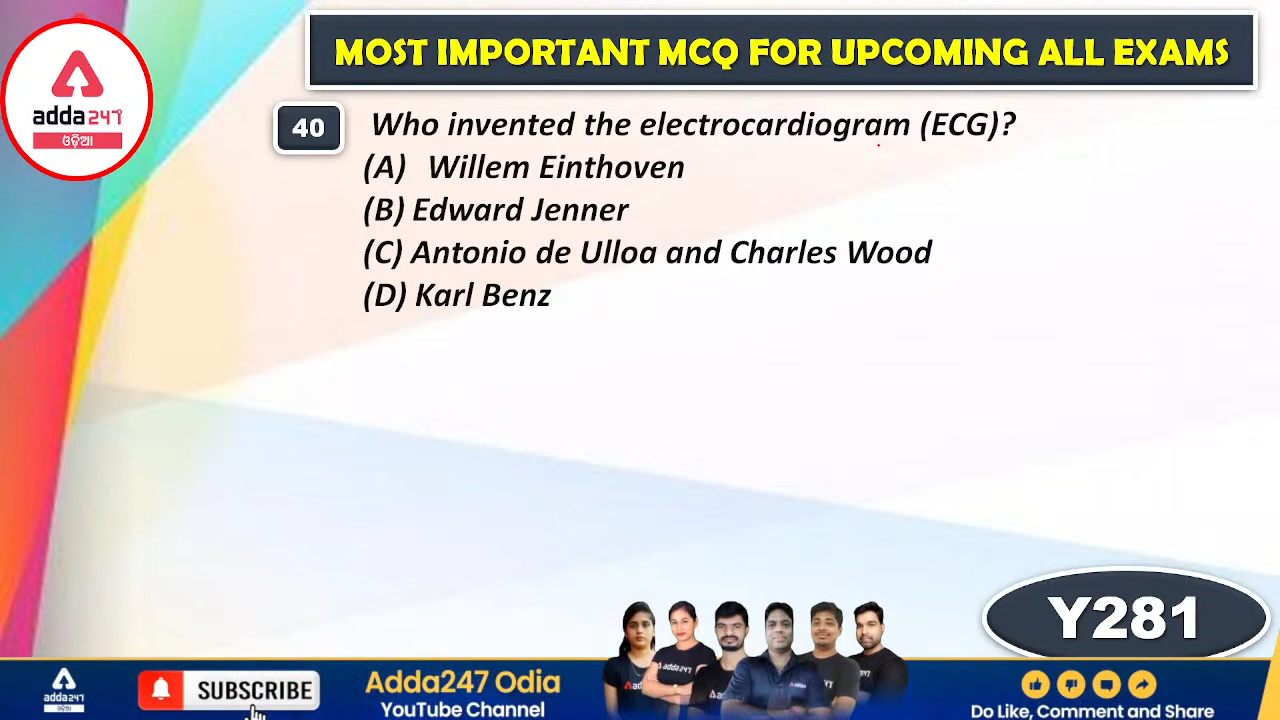 MOST IMPORTANT MCQ FOR UPCOMING ALL EXAMS
adda247
ଓଡ଼ିଆ
40 Who invented the electrocardiogram (ECG)?
(A) Willem Einthoven
(B) Edward Jenner
(C) Antonio de Ulloa and Charles Wood
(D) Karl Benz
Y281
adda247
ଓଡ଼ିଆ
SUBSCRIBE
Adda247 Odia
YouTube Channel
adda247
Do Like, Comment and Share